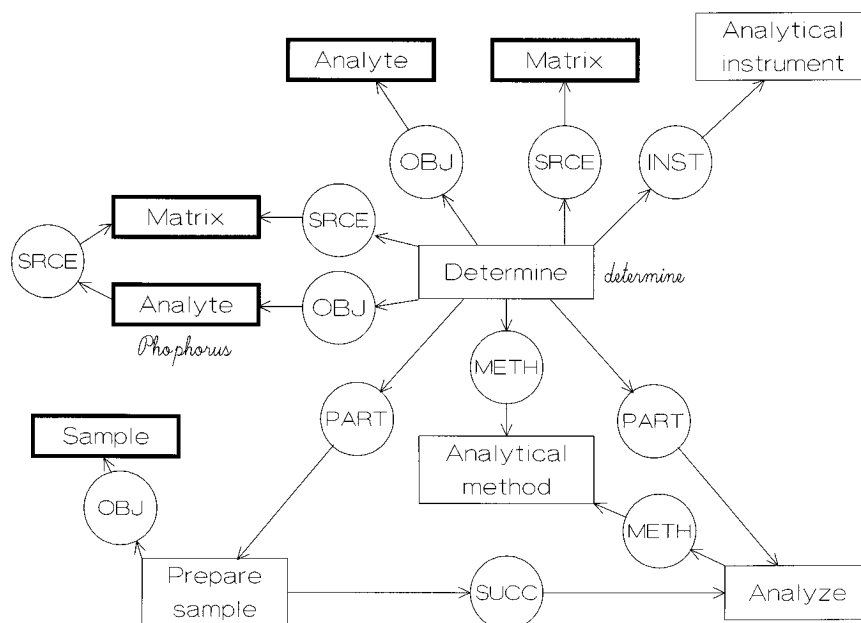 Analyte
Matrix
Analytical
instrument
OBJ
SRCE
INST
Matrix
SRCE
SRCE
Determine
determine
Analyte
OBJ
Phophorus
METH
PART
PART
Sample
Analytical
method
OBJ
METH
Prepare
sample
SUCC
Analyze